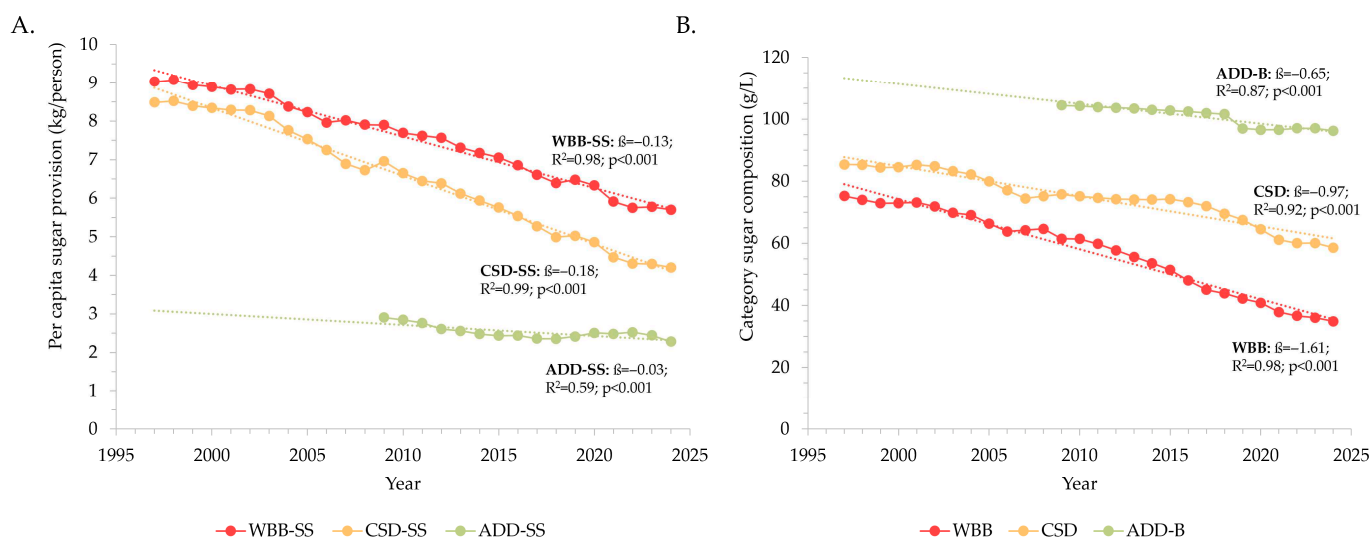 A.
Per capita sugar provision (kg/person)
10
9
8
7
6
5
4
3
2
1
0
WBB-SS: ß=−0.13;
R²=0.98; p<0.001
CSD-SS: ß=−0.18;
R²=0.99; p<0.001
ADD-SS: ß=−0.03;
R²=0.59; p<0.001
1995 2000 2005 2010 2015 2020 2025
Year
WBB-SS CSD-SS ADD-SS
B.
Category sugar composition (g/L)
120
100
80
60
40
20
0
ADD-B: ß=−0.65;
R²=0.87; p<0.001
CSD: ß=−0.97;
R²=0.92; p<0.001
WBB: ß=−1.61;
R²=0.98; p<0.001
1995 2000 2005 2010 2015 2020 2025
Year
WBB CSD ADD-B